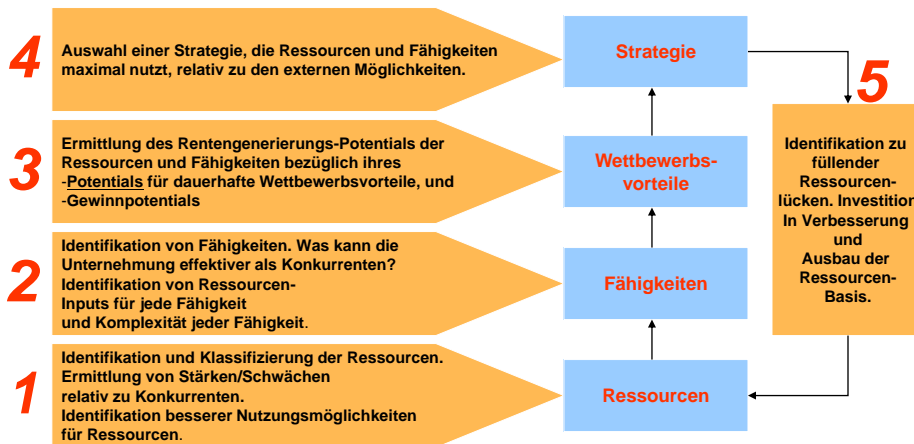 4
Auswahl einer Strategie, die Ressourcen und Fähigkeiten
maximal nutzt, relativ zu den externen Möglichkeiten.
Strategie
5
Identifikation zu
füllender
Ressourcen-
lücken. Investition
In Verbesserung
und
Ausbau der
Ressourcen-
Basis.
3
Ermittlung des Rentengenerierungs-Potentials der
Ressourcen und Fähigkeiten bezüglich ihres
-Potentials für dauerhafte Wettbewerbsvorteile, und
-Gewinnpotentials
Wettbewerbs-
vorteile
2
Identifikation von Fähigkeiten. Was kann die
Unternehmung effektiver als Konkurrenten?
Identifikation von Ressourcen-
Inputs für jede Fähigkeit
und Komplexität jeder Fähigkeit.
Fähigkeiten
1
Identifikation und Klassifizierung der Ressourcen.
Ermittlung von Stärken/Schwächen
relativ zu Konkurrenten.
Identifikation besserer Nutzungsmöglichkeiten
für Ressourcen.
Ressourcen